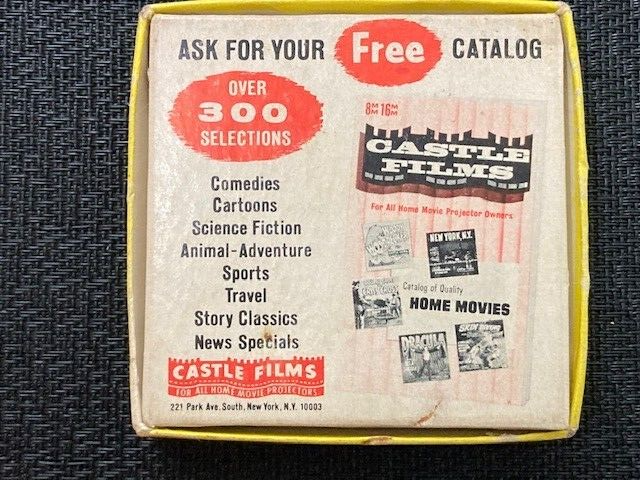 ASK FOR YOUR Free CATALOG
OVER
300
SELECTIONS
Comedies
Cartoons
Science Fiction
Animal-Adventure
Sports
Travel
Story Classics
News Specials
CASTLE FILMS
FOR ALL HOME MOVIE PROJECTORS
221 Park Ave. South, New York, N.Y. 10003
8MM 16MM
CASTLE
FILMS
For All Home Movie Projector Owners
NEW YORK, N.Y.
Catalog of Quality
HOME MOVIES
DRACULA
SKIN DIVING